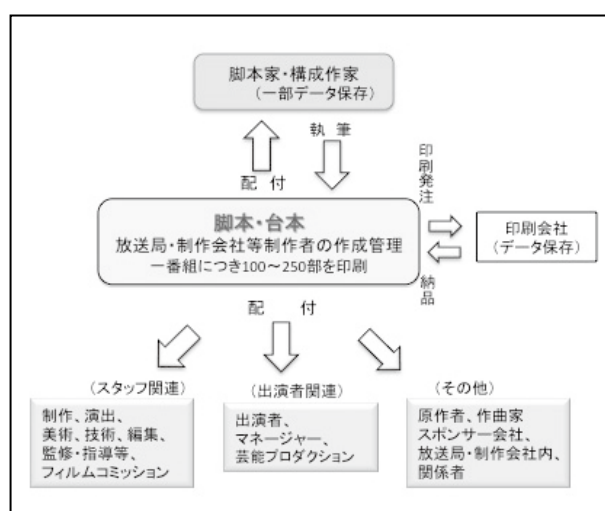 脚本家・構成作家
(一部データ保存)
執 筆
配 付
印刷発注
脚本・台本
放送局・制作会社等制作者の作成管理
一番組につき100～250部を印刷
印刷会社
(データ保存)
納品
配 付
(スタッフ関連)
制作、演出、
美術、技術、編集、
監修・指導等、
フィルムコミッション
(出演者関連)
出演者、
マネージャー、
芸能プロダクション
(その他)
原作者、作曲家
スポンサー会社、
放送局・制作会社内、
関係者